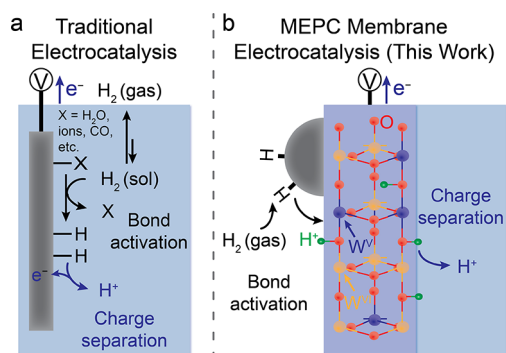 a
Traditional
Electrocatalysis
V
e⁻
H₂(gas)
X = H₂O,
ions, CO,
etc.
X
H₂(sol)
X
Bond
activation
H
H
e⁻
H⁺
Charge
separation
b
MEPC Membrane
Electrocatalysis (This Work)
V
e⁻
O
H
H
H₂(gas)
H⁺
Wⱽ
Charge
separation
H⁺
Bond
activation
Wⱽᴵ